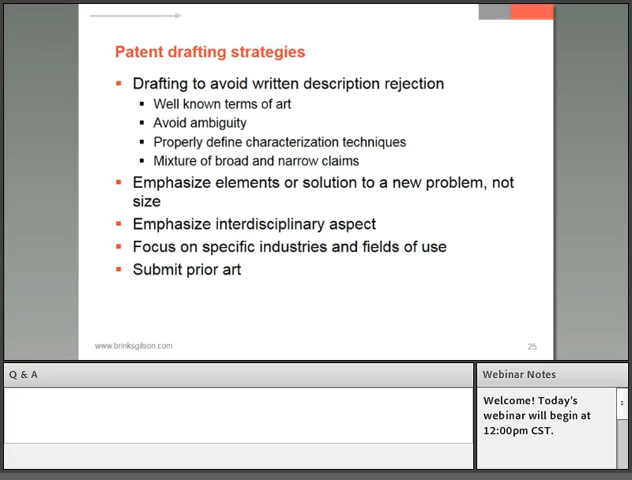 Patent drafting strategies
Drafting to avoid written description rejection
Well known terms of art
Avoid ambiguity
Properly define characterization techniques
Mixture of broad and narrow claims
Emphasize elements or solution to a new problem, not
size
Emphasize interdisciplinary aspect
Focus on specific industries and fields of use
Submit prior art
www.brinksgilson.com
25
Q & A
Webinar Notes
Welcome! Today's
webinar will begin at
12:00pm CST.